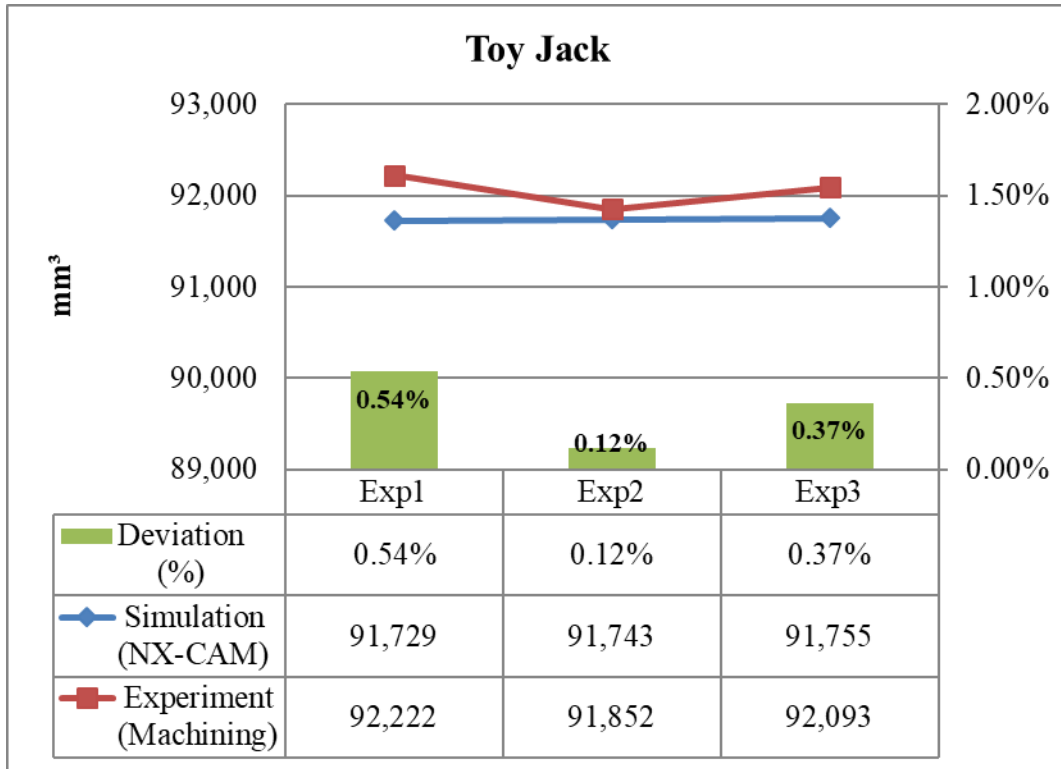 Toy Jack
93,000
92,000
91,000
90,000
89,000
mm³
2.00%
1.50%
1.00%
0.50%
0.00%
0.54%
0.12%
0.37%
Exp1 Exp2 Exp3
Deviation
(%)
0.54% 0.12% 0.37%
Simulation
(NX-CAM)
91,729 91,743 91,755
Experiment
(Machining)
92,222 91,852 92,093